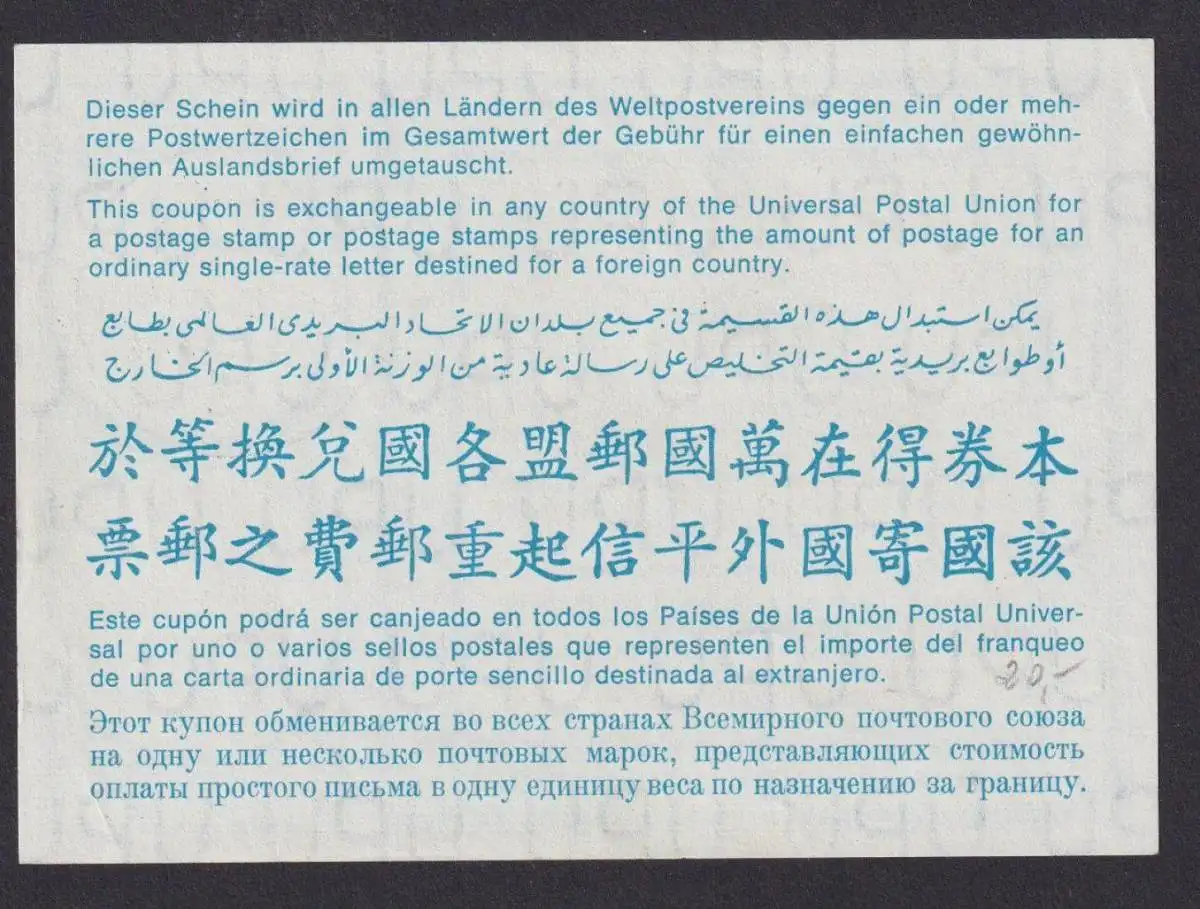 Dieser Schein wird in allen Ländern des Weltpostvereins gegen ein oder meh-
rere Postwertzeichen im Gesamtwert der Gebühr für einen einfachen gewöhn-
lichen Auslandsbrief umgetauscht.
This coupon is exchangeable in any country of the Universal Postal Union for
a postage stamp or postage stamps representing the amount of postage for an
ordinary single-rate letter destined for a foreign country.
يمكن استبدال هذه القسيمة في جميع بلدان الاتحاد البريدى العالمى بطابع
أو طوابع بريدية بقيمة التخليص على رسالة عادية من الوزنة الأولى برسم الخارج
本券得在萬國郵盟各國兌換等於
該國寄國外平信起重郵費之郵票
Este cupón podrá ser canjeado en todos los Países de la Unión Postal Univer-
sal por uno o varios sellos postales que representen el importe del franqueo
de una carta ordinaria de porte sencillo destinada al extranjero.
20,-
Этот купон обменивается во всех странах Всемирного почтового союза
на одну или несколько почтовых марок, представляющих стоимость
оплаты простого письма в одну единицу веса по назначению за границу.